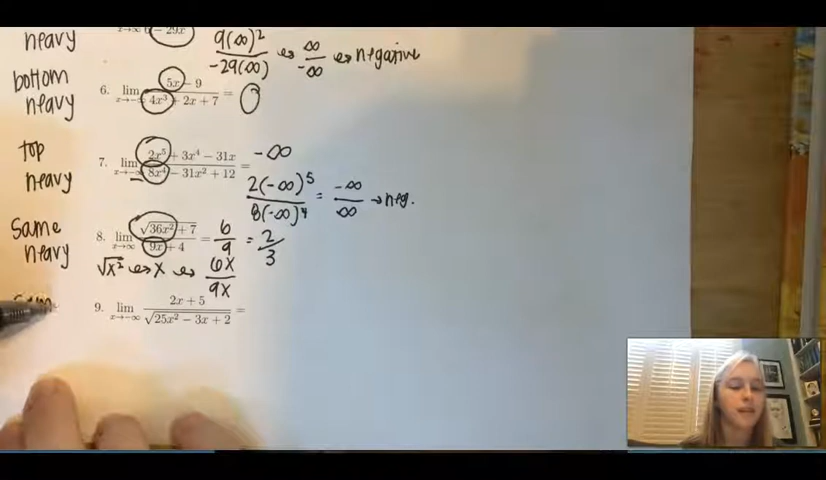 heavy
6 - 29x
9(∞)²
-29(∞)
↔ ∞/-∞ ↔ negative
bottom heavy
6. lim x→-∞ (5x - 9)/(4x³ + 2x + 7) = 0
top heavy
7. lim x→-∞ (2x⁵ + 3x⁴ - 31x)/(8x⁴ - 31x² + 12) = -∞
2(-∞)⁵/8(-∞)⁴ = -∞/∞ → neg.
same heavy
8. lim x→∞ √(36x² + 7)/(9x + 4) = 6/9 = 2/3
√x² ↔ x ↔ 6x/9x
9. lim x→-∞ (2x + 5)/√(25x² - 3x + 2) =